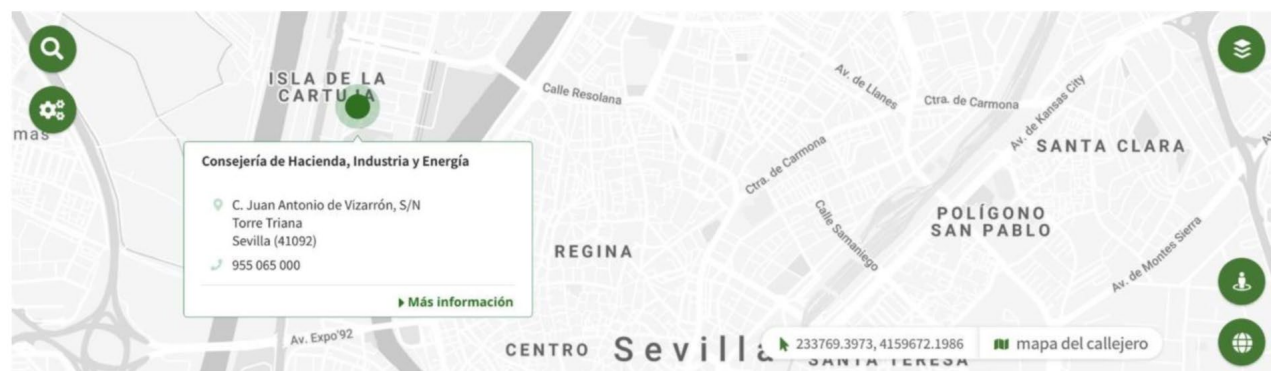 ISLA DE LA
CARTUJA
Calle Resolana
Av. de Llanes
Ctra. de Carmona
Av. de Kansas City
SANTA CLARA
mas
Consejería de Hacienda, Industria y Energía
C. Juan Antonio de Vizarrón, S/N
Torre Triana
Sevilla (41092)
955 065 000
Más información
Ctra. de Carmona
Calle Samaniego
POLÍGONO
SAN PABLO
REGINA
Av. de Montes Sierra
Av. Expo'92
CENTRO
Sevilla
233769.3973, 4159672.1986
mapa del callejero
SANTA TERESA